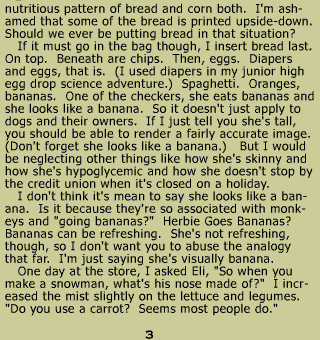 nutritious pattern of bread and corn both.  I'm ash-
amed that some of the bread is printed upside-down.
Should we ever be putting bread in that situation?
If it must go in the bag though, I insert bread last.
On top.  Beneath are chips.  Then, eggs.  Diapers
and eggs, that is.  (I used diapers in my junior high
egg drop science adventure.)  Spaghetti.  Oranges,
bananas.  One of the checkers, she eats bananas and
she looks like a banana.  So it doesn't just apply to
dogs and their owners.  If I just tell you she's tall,
you should be able to render a fairly accurate image.
(Don't forget she looks like a banana.)   But I would
be neglecting other things like how she's skinny and
how she's hypoglycemic and how she doesn't stop by
the credit union when it's closed on a holiday.
I don't think it's mean to say she looks like a ban-
ana.  Is it because they're so associated with monk-
eys and "going bananas?"  Herbie Goes Bananas?
Bananas can be refreshing.  She's not refreshing,
though, so I don't want you to abuse the analogy
that far.  I'm just saying she's visually banana.
One day at the store, I asked Eli, "So when you
make a snowman, what's his nose made of?"  I incr-
eased the mist slightly on the lettuce and legumes.
"Do you use a carrot?  Seems most people do."
3